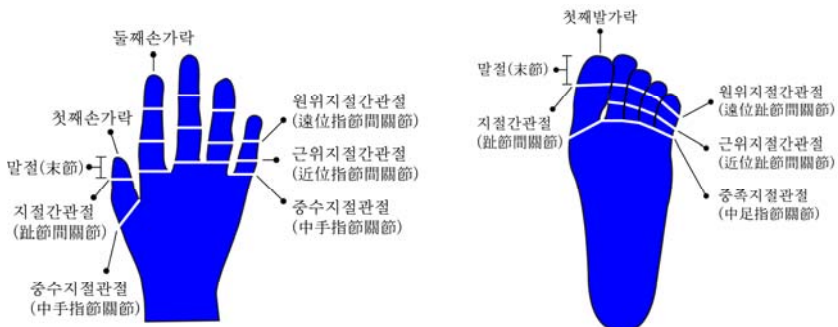 둘째손가락
첫째손가락
말절(末節)
지절간관절
(趾節間關節)
중수지절관절
(中手指節關節)
원위지절간관절
(遠位指節間關節)
근위지절간관절
(近位指節間關節)
중수지절관절
(中手指節關節)
첫째발가락
말절(末節)
지절간관절
(趾節間關節)
원위지절간관절
(遠位趾節間關節)
근위지절간관절
(近位趾節間關節)
중족지절관절
(中足指節關節)